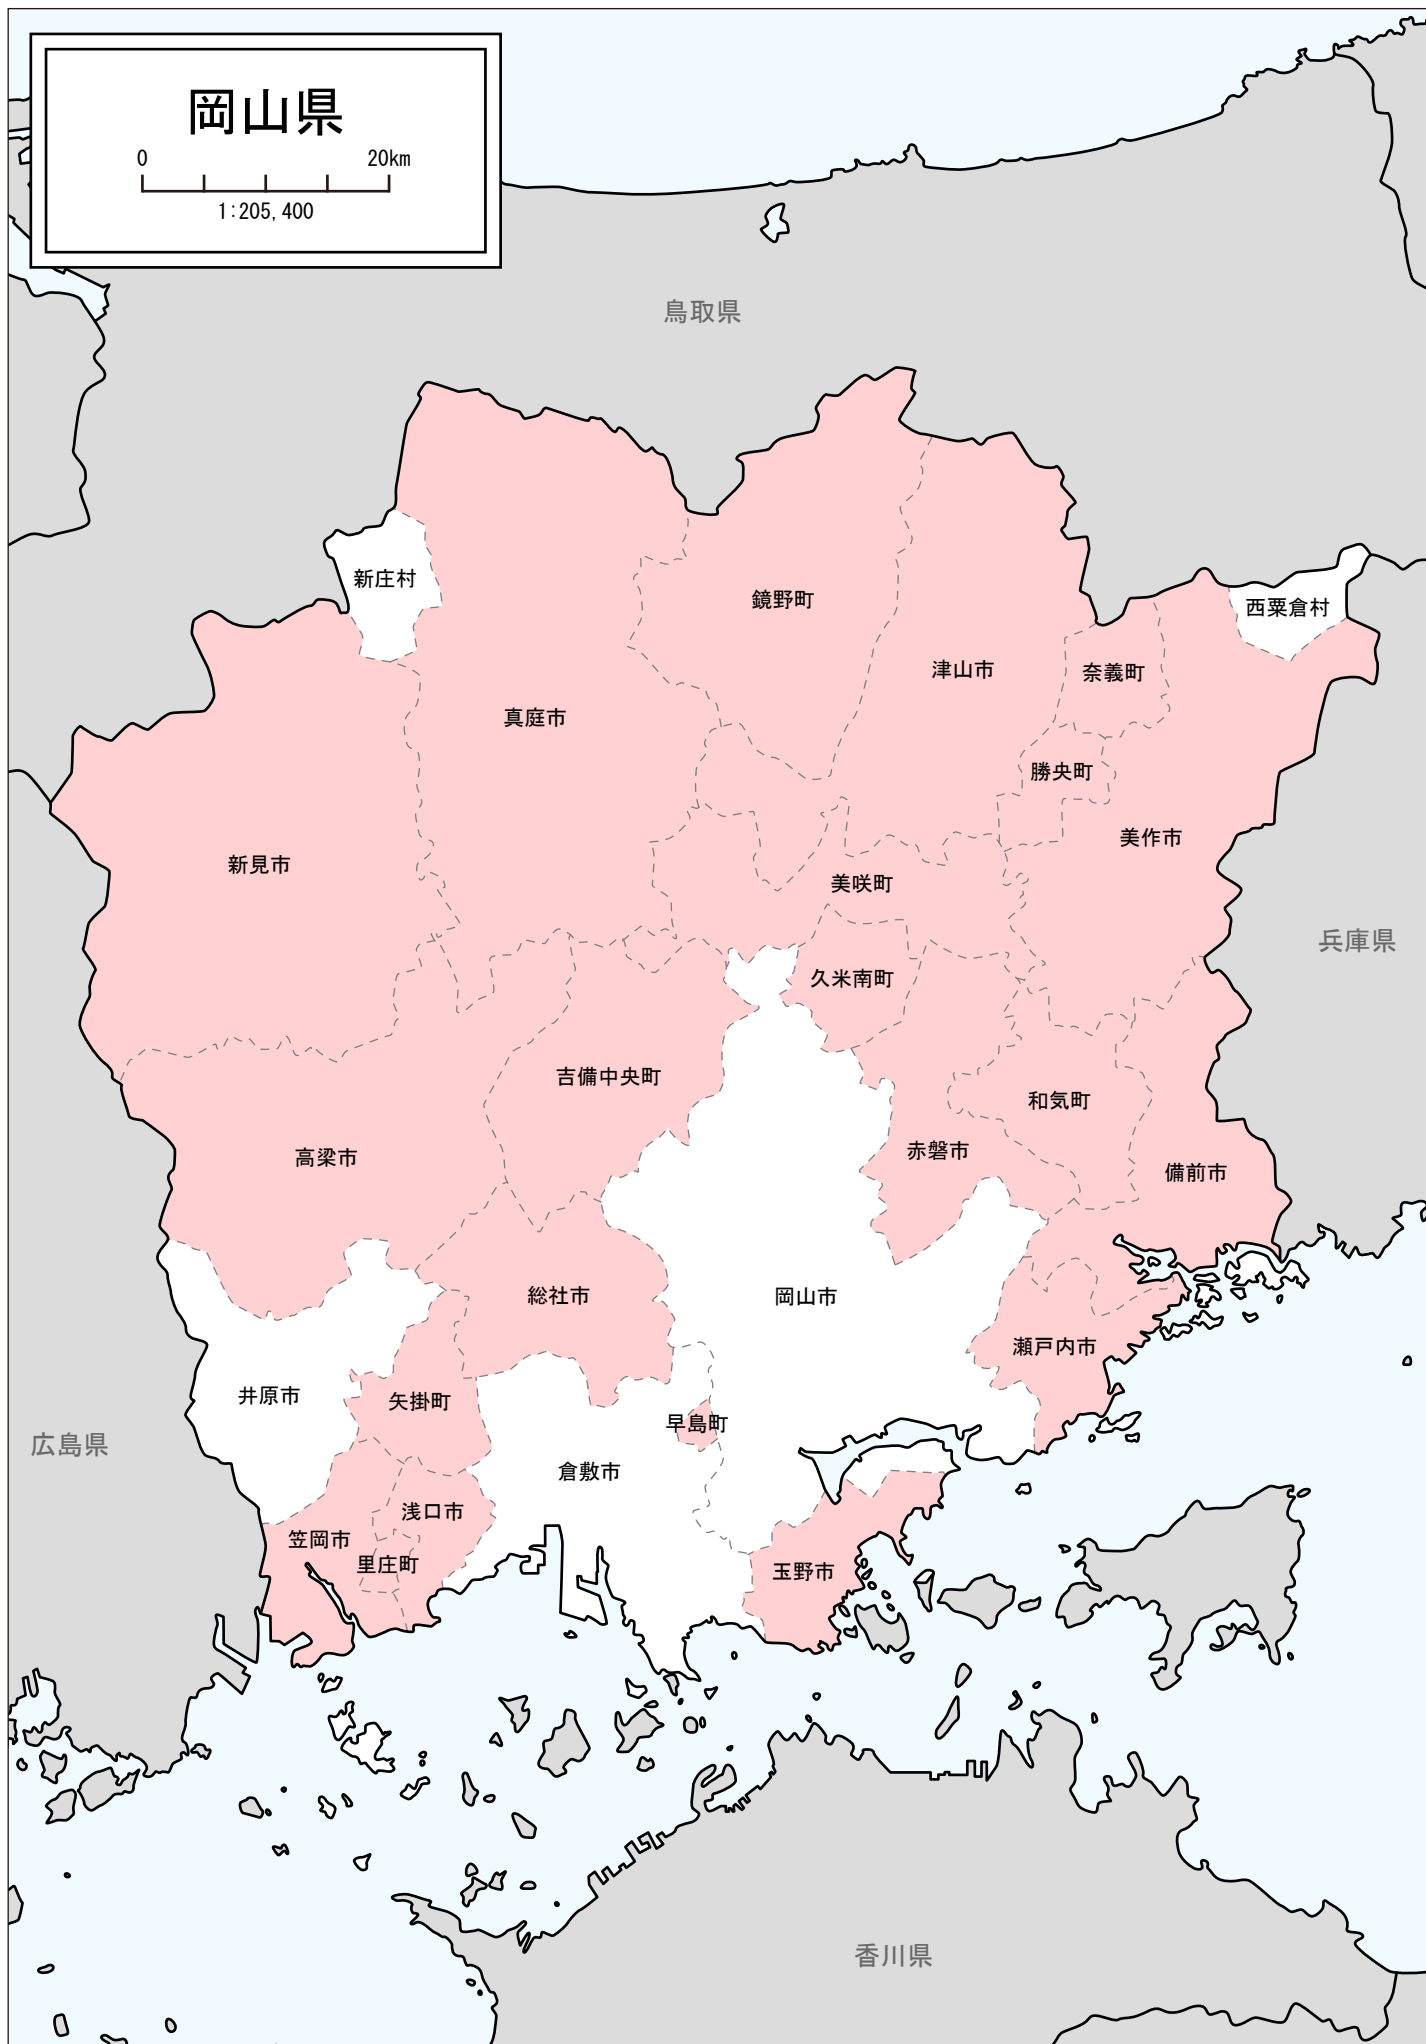 岡山県
0 20km
1:205,400
鳥取県
新庄村
鏡野町
西粟倉村
津山市
奈義町
真庭市
勝央町
美作市
新見市
美咲町
兵庫県
久米南町
吉備中央町
和気町
赤磐市
高梁市
備前市
総社市
岡山市
瀬戸内市
井原市
矢掛町
早島町
広島県
倉敷市
浅口市
笠岡市
里庄町
玉野市
香川県